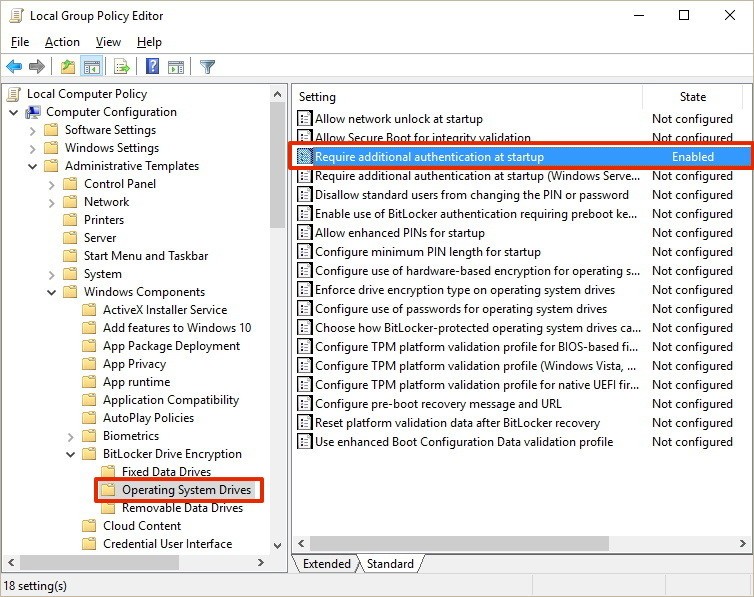 Local Group Policy Editor
File Action View Help
Local Computer Policy
Computer Configuration
Software Settings
Windows Settings
Administrative Templates
Control Panel
Network
Printers
Server
Start Menu and Taskbar
System
Windows Components
ActiveX Installer Service
Add features to Windows 10
App Package Deployment
App Privacy
App runtime
Application Compatibility
AutoPlay Policies
Biometrics
BitLocker Drive Encryption
Fixed Data Drives
Operating System Drives
Removable Data Drives
Cloud Content
Credential User Interface
Setting State
Allow network unlock at startup Not configured
Allow Secure Boot for integrity validation Not configured
Require additional authentication at startup Enabled
Require additional authentication at startup (Windows Serve... Not configured
Disallow standard users from changing the PIN or password Not configured
Enable use of BitLocker authentication requiring preboot ke... Not configured
Allow enhanced PINs for startup Not configured
Configure minimum PIN length for startup Not configured
Configure use of hardware-based encryption for operating s... Not configured
Enforce drive encryption type on operating system drives Not configured
Configure use of passwords for operating system drives Not configured
Choose how BitLocker-protected operating system drives ca... Not configured
Configure TPM platform validation profile for BIOS-based fi... Not configured
Configure TPM platform validation profile (Windows Vista, ... Not configured
Configure TPM platform validation profile for native UEFI fir... Not configured
Configure pre-boot recovery message and URL Not configured
Reset platform validation data after BitLocker recovery Not configured
Use enhanced Boot Configuration Data validation profile Not configured
Extended Standard
18 setting(s)